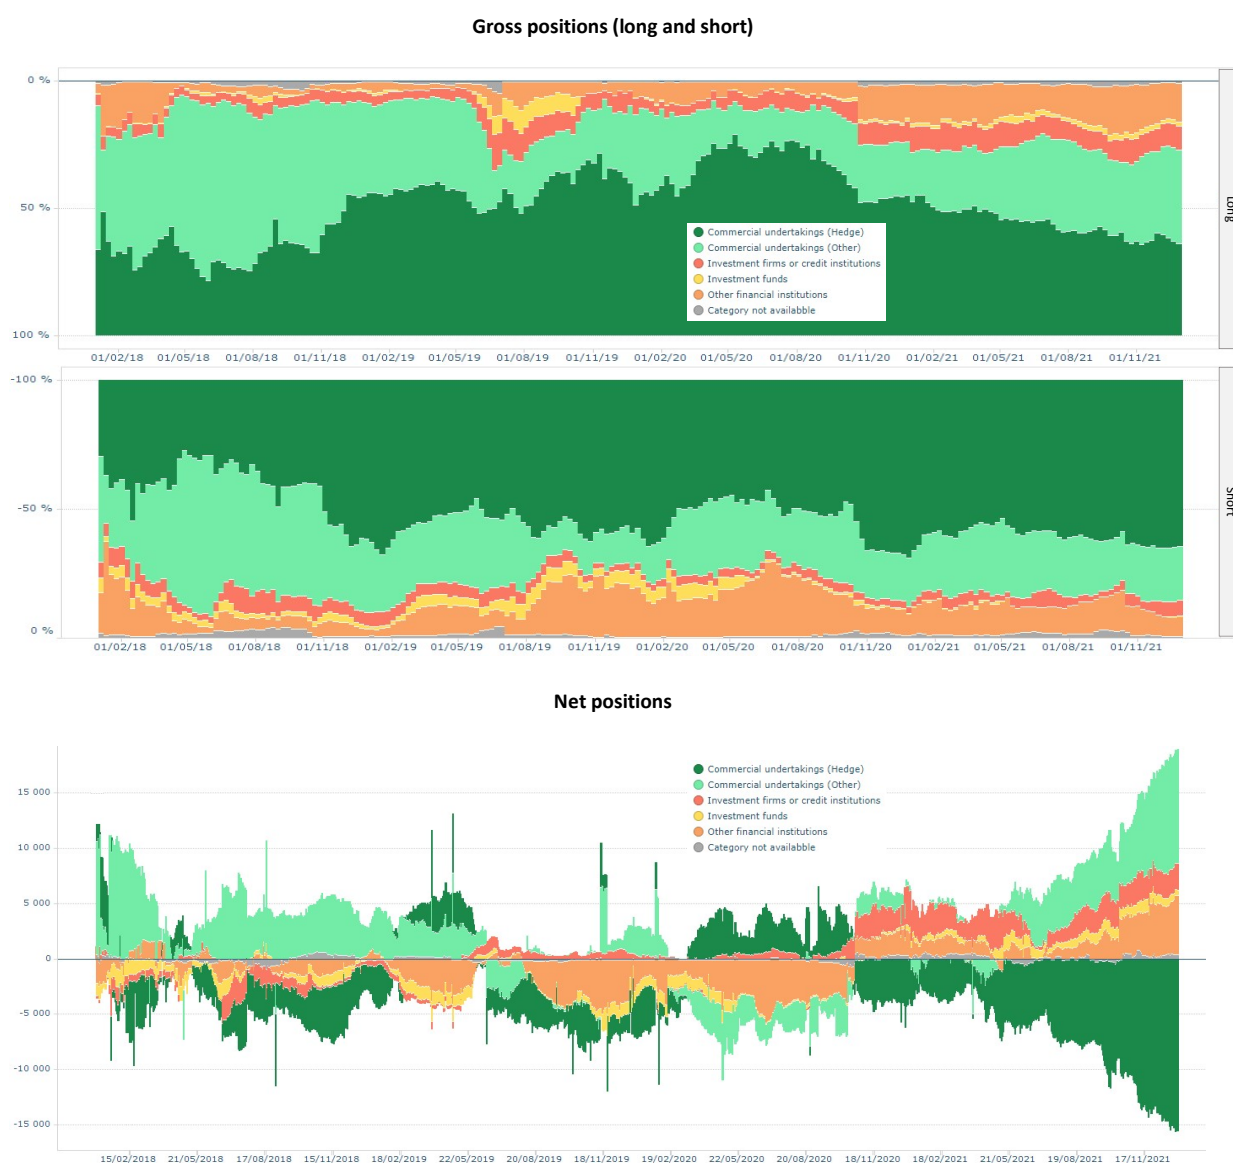 Gross positions (long and short)
0 %
50 %
100 %
Long
Commercial undertakings (Hedge)
Commercial undertakings (Other)
Investment firms or credit institutions
Investment funds
Other financial institutions
Category not availabble
01/02/18 01/05/18 01/08/18 01/11/18 01/02/19 01/05/19 01/08/19 01/11/19 01/02/20 01/05/20 01/08/20 01/11/20 01/02/21 01/05/21 01/08/21 01/11/21
-100 %
-50 %
0 %
Short
01/02/18 01/05/18 01/08/18 01/11/18 01/02/19 01/05/19 01/08/19 01/11/19 01/02/20 01/05/20 01/08/20 01/11/20 01/02/21 01/05/21 01/08/21 01/11/21
Net positions
Commercial undertakings (Hedge)
Commercial undertakings (Other)
Investment firms or credit institutions
Investment funds
Other financial institutions
Category not availabble
15 000
10 000
5 000
0
-5 000
-10 000
-15 000
15/02/2018 21/05/2018 17/08/2018 15/11/2018 18/02/2019 22/05/2019 20/08/2019 18/11/2019 19/02/2020 22/05/2020 20/08/2020 18/11/2020 18/02/2021 21/05/2021 19/08/2021 17/11/2021